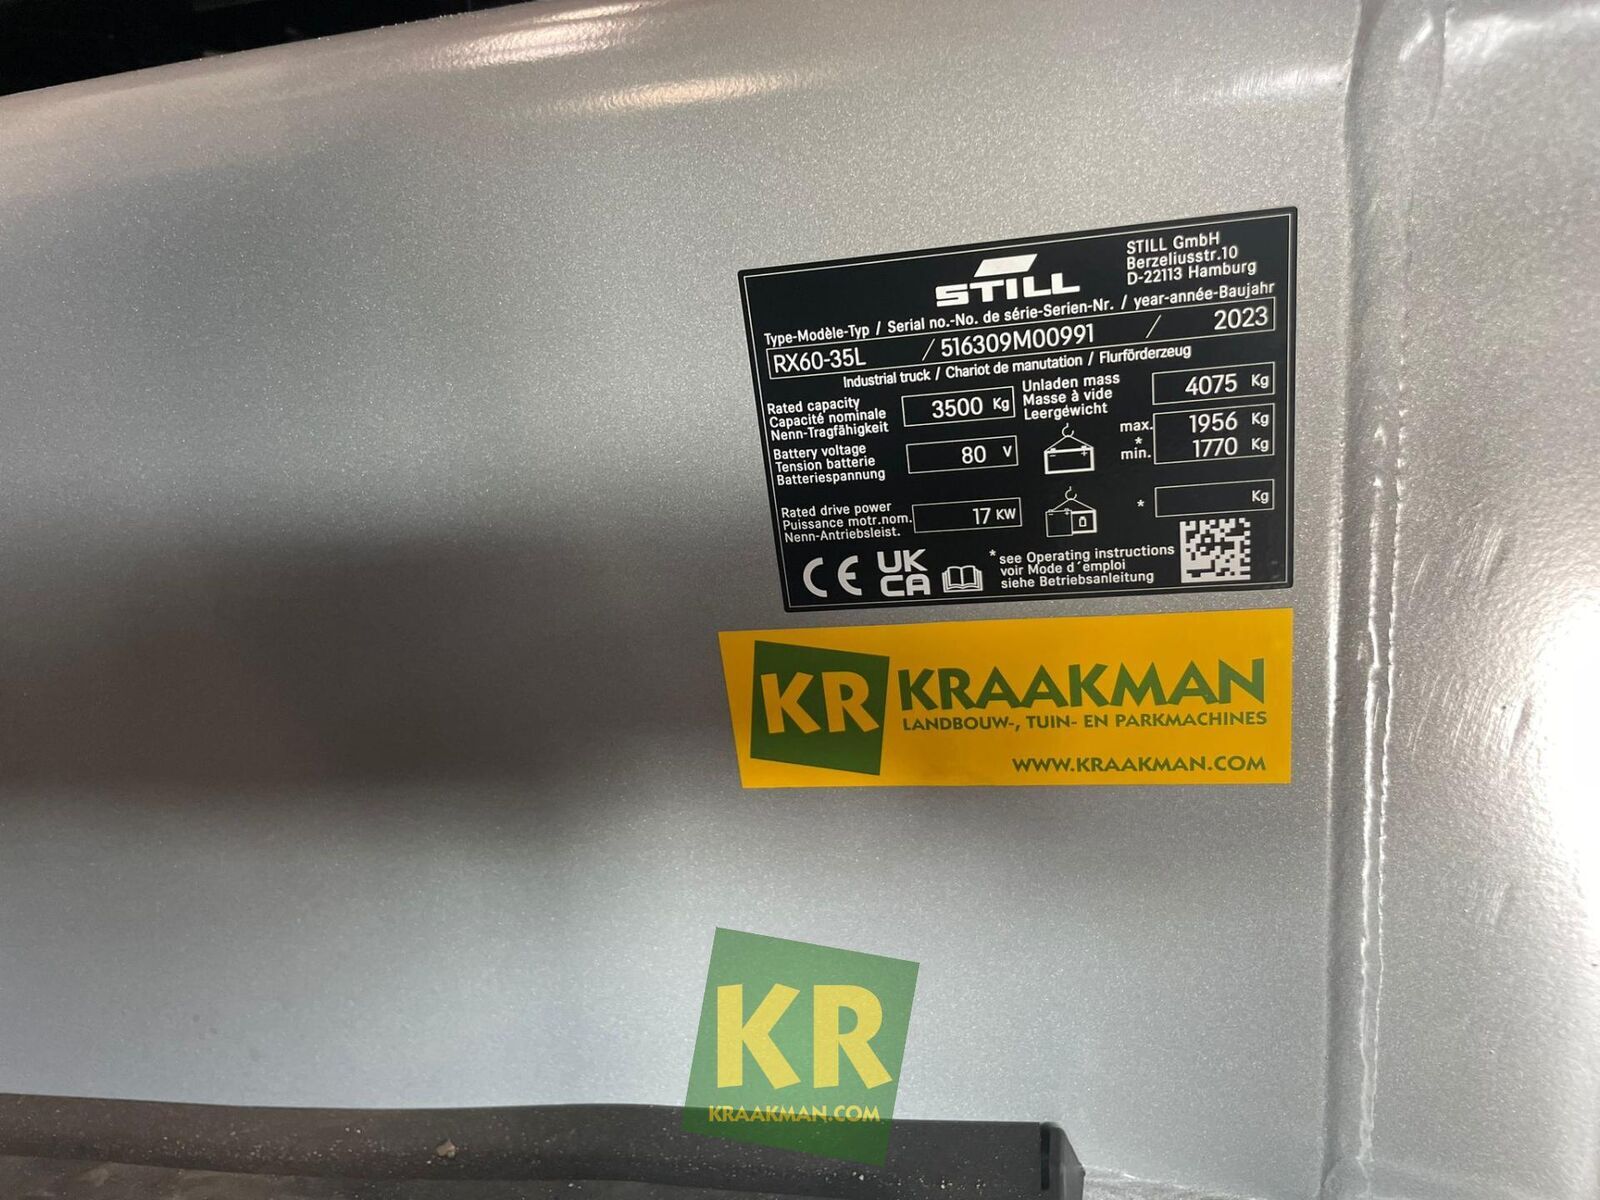 STILL
STILL GmbH
Berzeliusstr.10
D-22113 Hamburg
Type-Modèle-Typ / Serial no.-No. de série-Serien-Nr. / year-année-Baujahr
RX60-35L / 516309M00991 / 2023
Industrial truck / Chariot de manutation / Flurförderzeug
Rated capacity
Capacité nominale
Nenn-Tragfähigkeit
3500 Kg
Unladen mass
Masse à vide
Leergewicht
4075 Kg
Battery voltage
Tension batterie
Batteriespannung
80 V
max. 1956 Kg
*
min. 1770 Kg
Rated drive power
Puissance motr.nom.
Nenn-Antriebsleist.
17 KW
* Kg
CE UK
CA
* see Operating instructions
voir Mode d´emploi
siehe Betriebsanleitung
KR KRAAKMAN
LANDBOUW-, TUIN- EN PARKMACHINES
WWW.KRAAKMAN.COM
KR
KRAAKMAN.COM